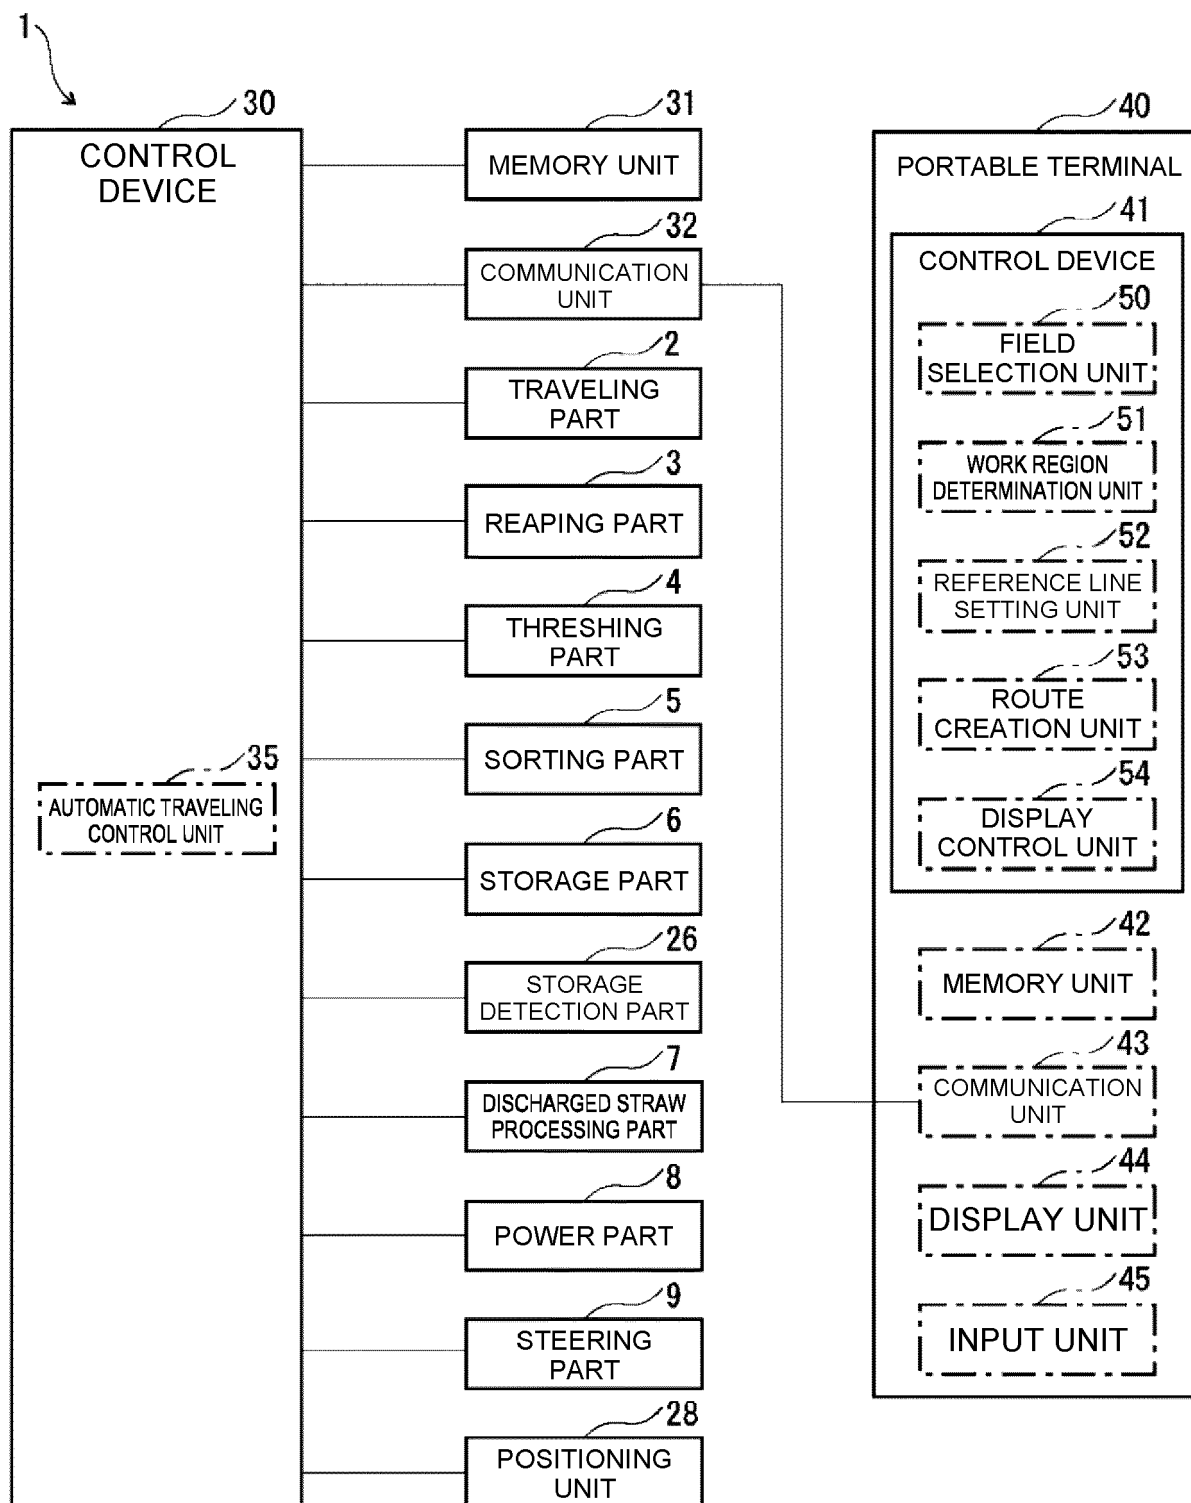 1
30
CONTROL
DEVICE
35
AUTOMATIC TRAVELING
CONTROL UNIT
31
MEMORY UNIT
32
COMMUNICATION
UNIT
2
TRAVELING
PART
3
REAPING PART
4
THRESHING
PART
5
SORTING PART
6
STORAGE PART
26
STORAGE
DETECTION PART
7
DISCHARGED STRAW
PROCESSING PART
8
POWER PART
9
STEERING
PART
28
POSITIONING
UNIT
40
PORTABLE TERMINAL
41
CONTROL DEVICE
50
FIELD
SELECTION UNIT
51
WORK REGION
DETERMINATION UNIT
52
REFERENCE LINE
SETTING UNIT
53
ROUTE
CREATION UNIT
54
DISPLAY
CONTROL UNIT
42
MEMORY UNIT
43
COMMUNICATION
UNIT
44
DISPLAY UNIT
45
INPUT UNIT